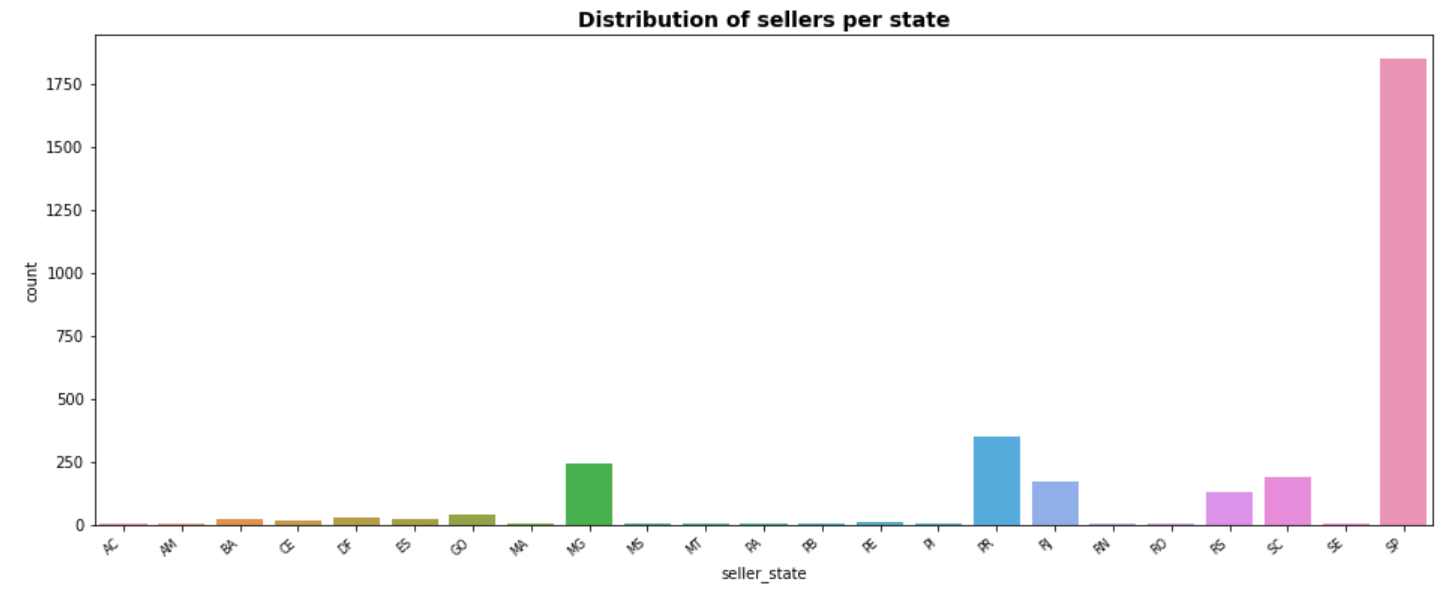 Distribution of sellers per state
1750
1500
1250
1000
750
500
250
0
count
AC AM BA CE DF ES GO MA MG MS MT PA PB PE PI PR RJ RN RO RS SC SE SP
seller_state